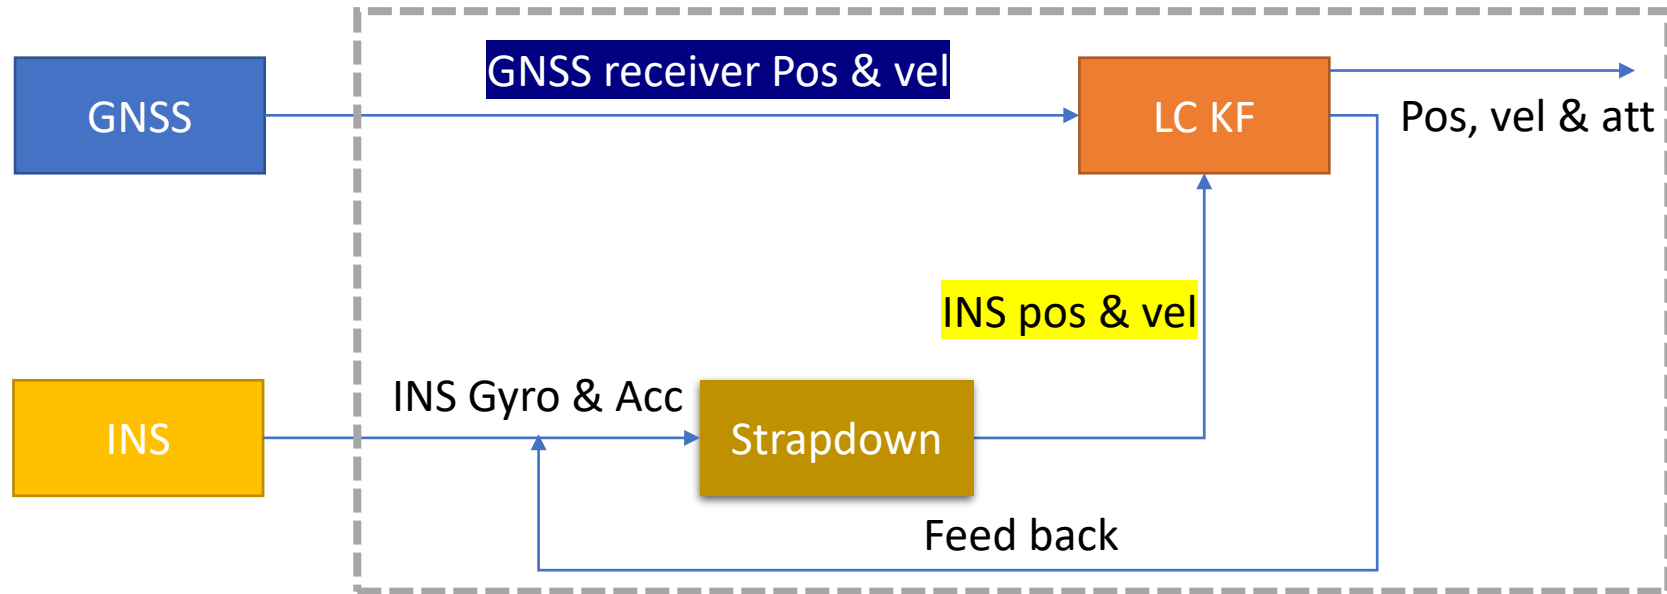 GNSS receiver Pos & vel
GNSS
LC KF
Pos, vel & att
INS pos & vel
INS Gyro & Acc
INS
Strapdown
Feed back